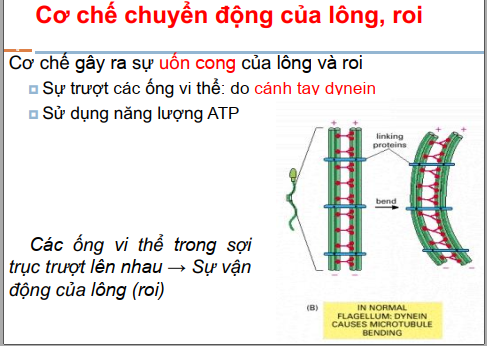 Cơ chế chuyển động của lông, roi
Cơ chế gây ra sự uốn cong của lông và roi
Sự trượt các ống vi thể: do cánh tay dynein
Sử dụng năng lượng ATP
Các ống vi thể trong sợi
trục trượt lên nhau → Sự vận
động của lông (roi)
+ +
linking
proteins
+ +
bend
− −
− −
(B)
IN NORMAL
FLAGELLUM: DYNEIN
CAUSES MICROTUBULE
BENDING